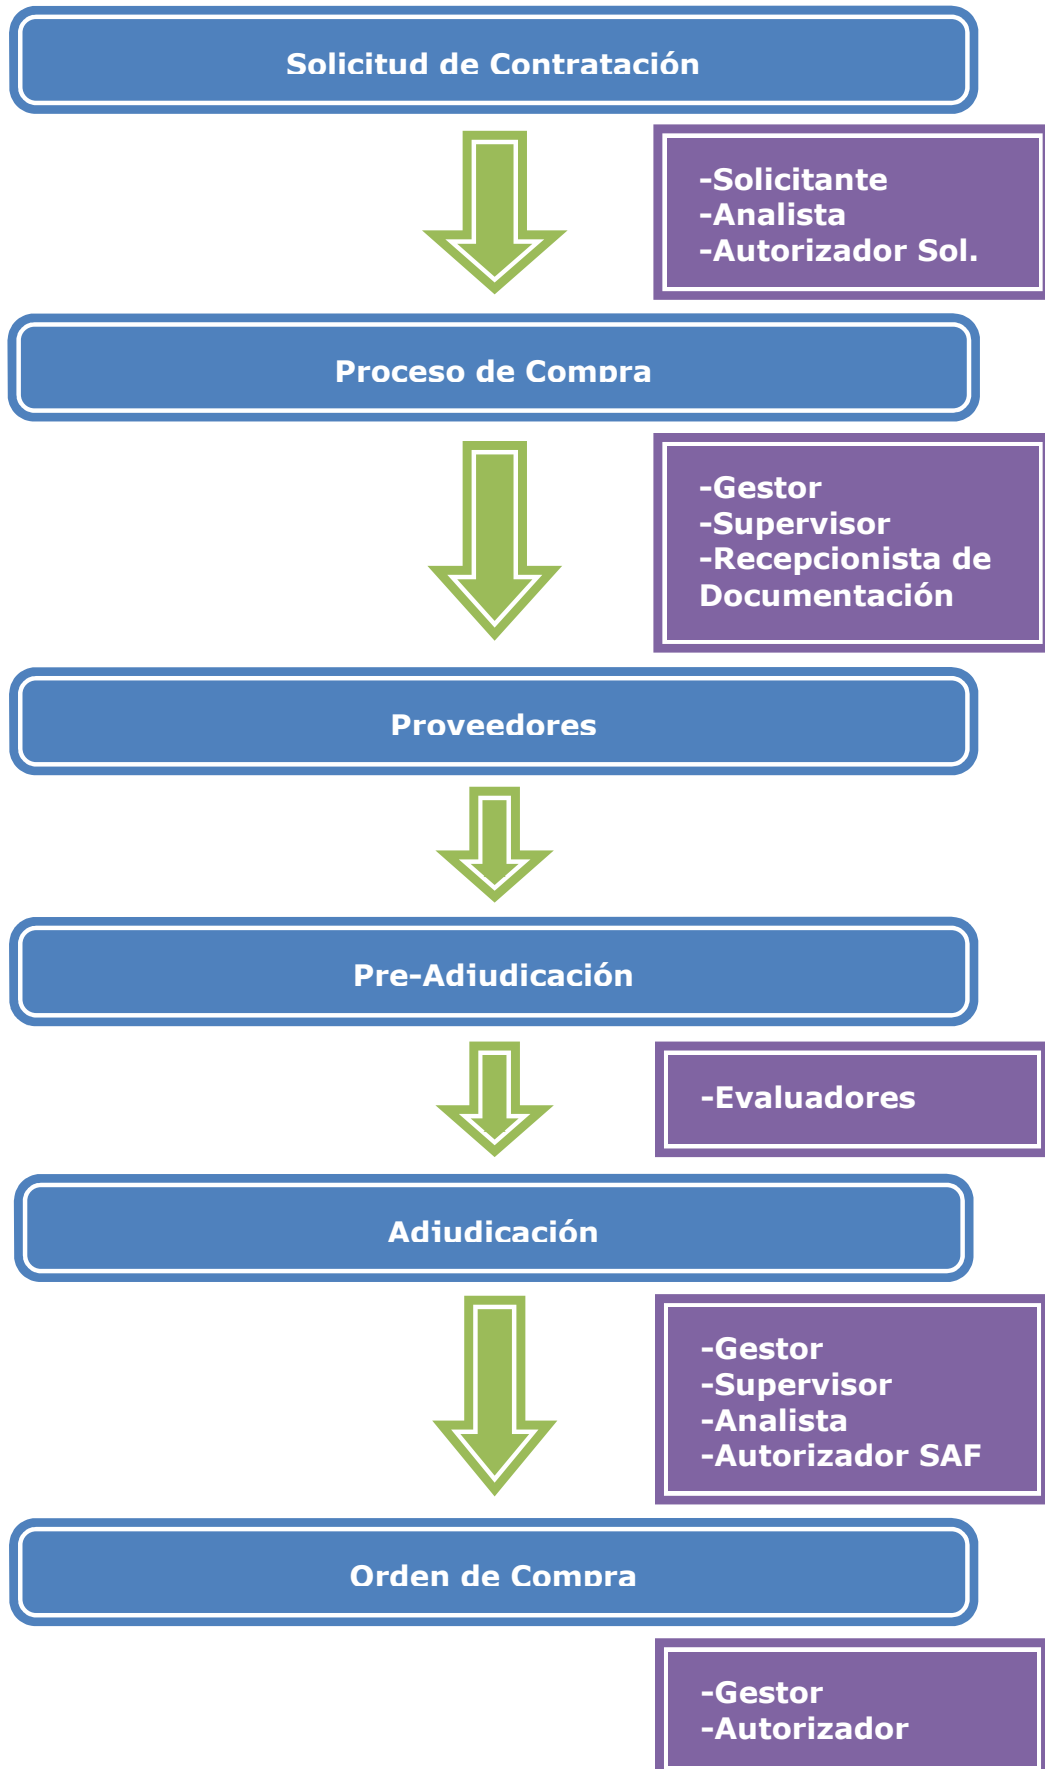 Solicitud de Contratación
-Solicitante
-Analista
-Autorizador Sol.
Proceso de Compra
-Gestor
-Supervisor
-Recepcionista de
Documentación
Proveedores
Pre-Adjudicación
-Evaluadores
Adjudicación
-Gestor
-Supervisor
-Analista
-Autorizador SAF
Orden de Compra
-Gestor
-Autorizador